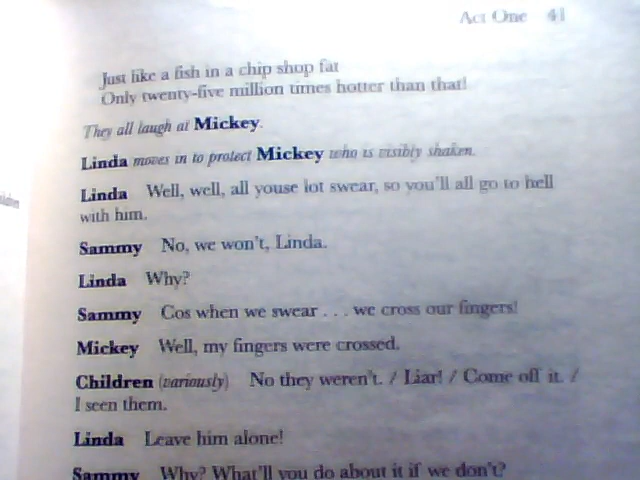 Act One 41
Just like a fish in a chip shop fat
Only twenty-five million times hotter than that!
They all laugh at Mickey.
Linda moves in to protect Mickey who is visibly shaken.
Linda Well, well, all youse lot swear, so you'll all go to hell
with him.
Sammy No, we won't, Linda.
Linda Why?
Sammy Cos when we swear . . . we cross our fingers!
Mickey Well, my fingers were crossed.
Children (variously) No they weren't. / Liar! / Come off it. /
I seen them.
Linda Leave him alone!
Sammy Why? What'll you do about it if we don't?